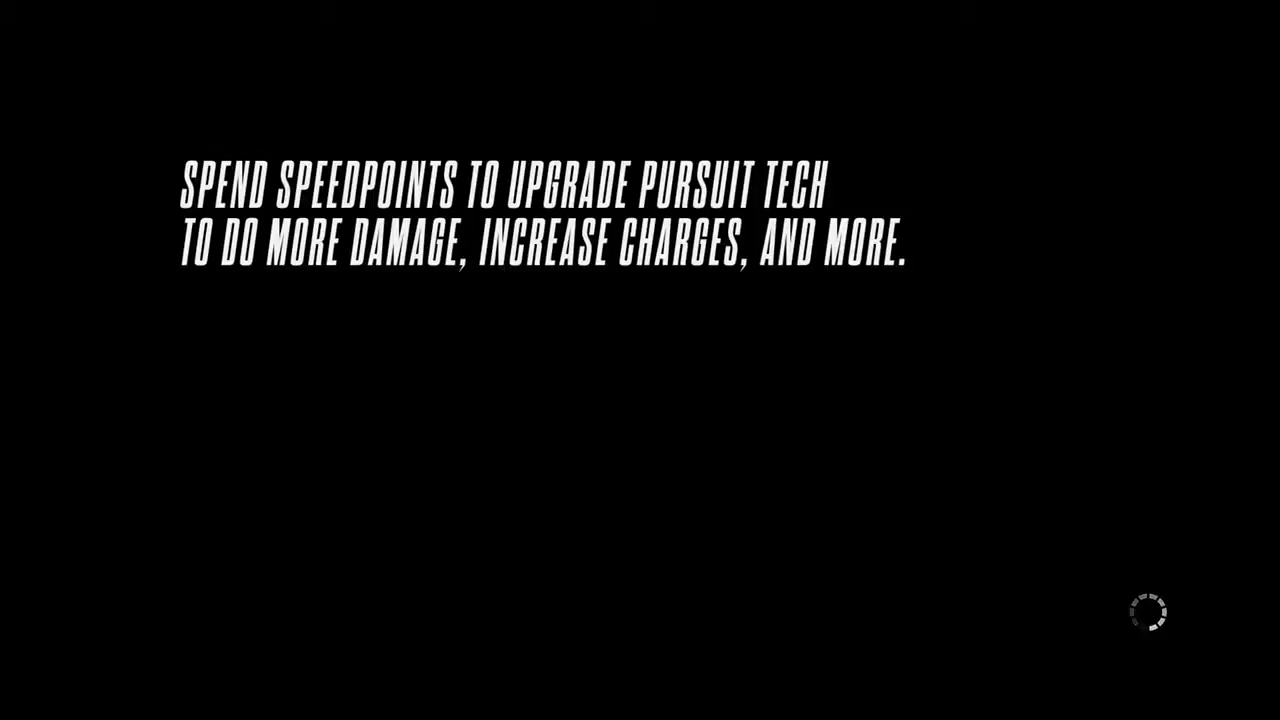 SPEND SPEEDPOINTS TO UPGRADE PURSUIT TECH
TO DO MORE DAMAGE, INCREASE CHARGES, AND MORE.